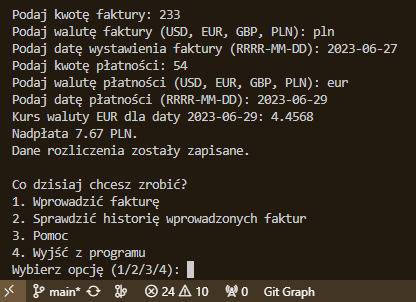 Podaj kwotę faktury: 233
Podaj walutę faktury (USD, EUR, GBP, PLN): pln
Podaj datę wystawienia faktury (RRRR-MM-DD): 2023-06-27
Podaj kwotę płatności: 54
Podaj walutę płatności (USD, EUR, GBP, PLN): eur
Podaj datę płatności (RRRR-MM-DD): 2023-06-29
Kurs waluty EUR dla daty 2023-06-29: 4.4568
Nadpłata 7.67 PLN.
Dane rozliczenia zostały zapisane.
Co dzisiaj chcesz zrobić?
1. Wprowadzić fakturę
2. Sprawdzić historię wprowadzonych faktur
3. Pomoc
4. Wyjść z programu
Wybierz opcję (1/2/3/4):
main* 24 10 0 Git Graph